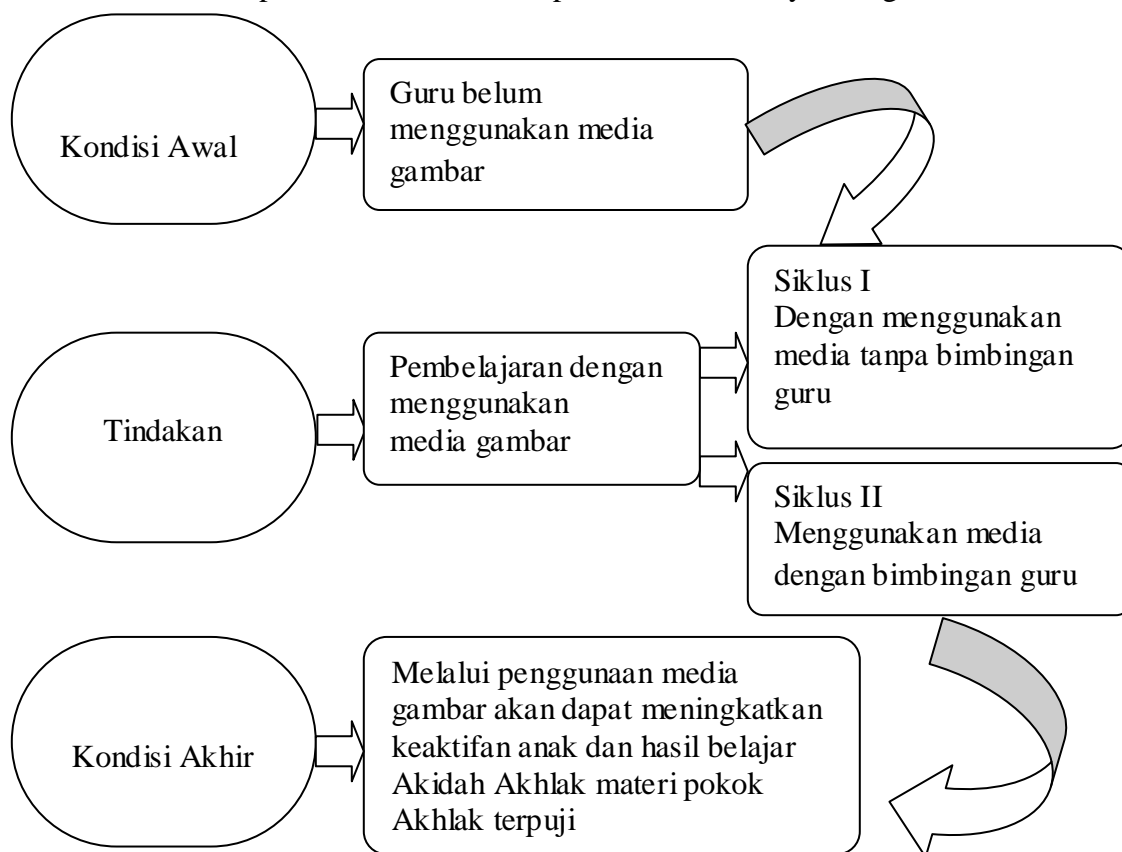 Kondisi Awal
Guru belum
menggunakan media
gambar
Siklus I
Dengan menggunakan
media tanpa bimbingan
guru
Tindakan
Pembelajaran dengan
menggunakan
media gambar
Siklus II
Menggunakan media
dengan bimbingan guru
Kondisi Akhir
Melalui penggunaan media
gambar akan dapat meningkatkan
keaktifan anak dan hasil belajar
Akidah Akhlak materi pokok
Akhlak terpuji